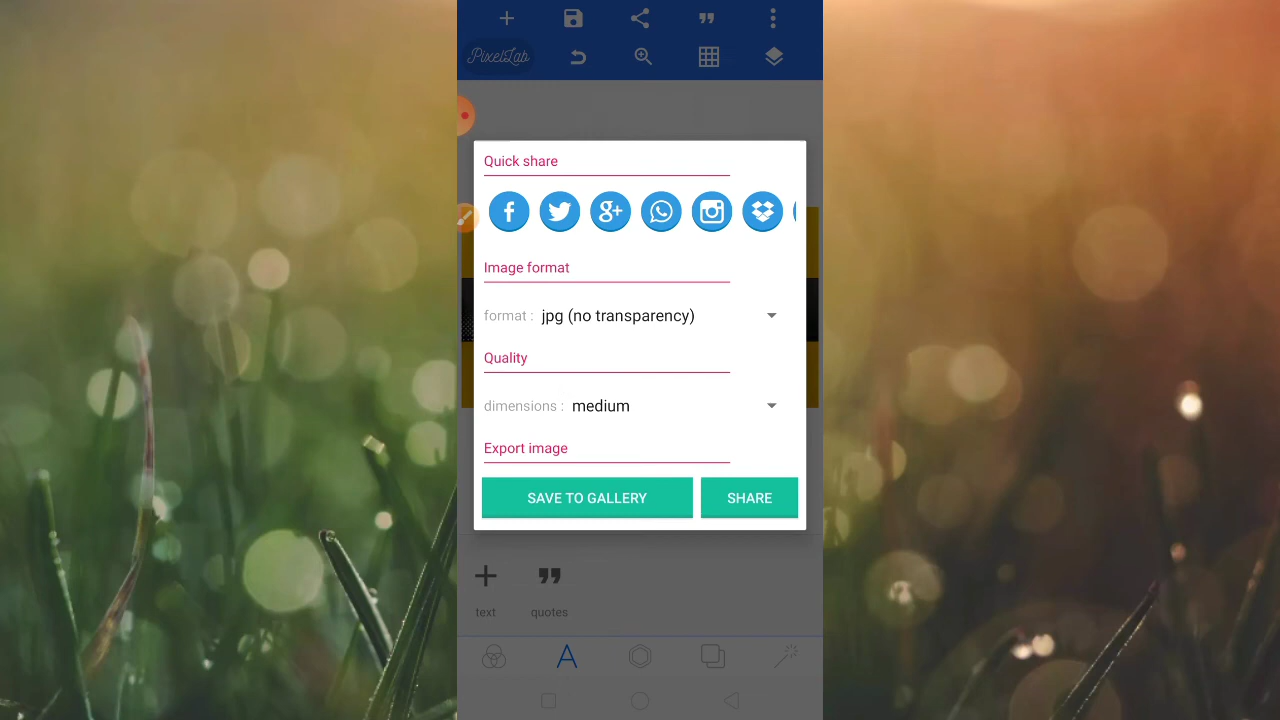 PixelLab
Quick share
Image format
format : jpg (no transparency)
Quality
dimensions : medium
Export image
SAVE TO GALLERY SHARE
text quotes